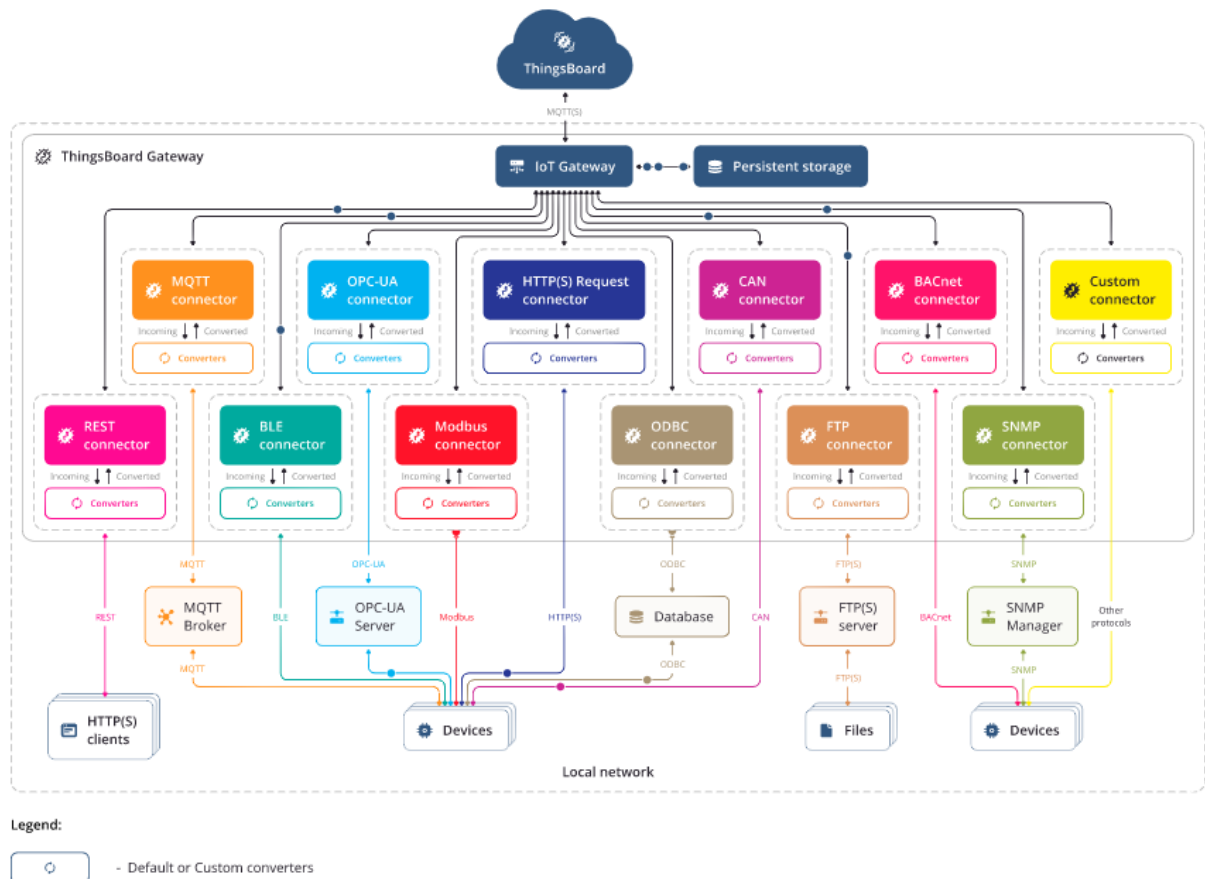 ThingsBoard
MQTT(S)
ThingsBoard Gateway
IoT Gateway
Persistent storage
MQTT
connector
OPC-UA
connector
HTTP(S) Request
connector
CAN
connector
BACnet
connector
Custom
connector
Incoming Converted
Incoming Converted
Incoming Converted
Incoming Converted
Incoming Converted
Incoming Converted
Converters
Converters
Converters
Converters
Converters
Converters
REST
connector
BLE
connector
Modbus
connector
ODBC
connector
FTP
connector
SNMP
connector
Incoming Converted
Incoming Converted
Incoming Converted
Incoming Converted
Incoming Converted
Incoming Converted
Converters
Converters
Converters
Converters
Converters
Converters
MQTT
OPC-UA
ODBC
FTP(S)
SNMP
REST
MQTT
Broker
BLE
OPC-UA
Server
Modbus
HTTP(S)
Database
CAN
FTP(S)
server
BACnet
SNMP
Manager
Other
protocols
MQTT
ODBC
FTP(S)
SNMP
HTTP(S)
clients
Devices
Files
Devices
Local network
Legend:
- Default or Custom converters